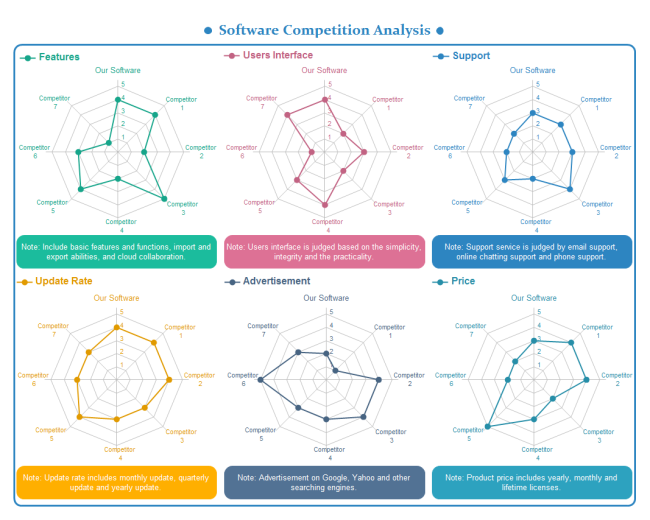 Software Competition Analysis
Features
Our Software
5
4
3
2
1
Competitor
1
Competitor
2
Competitor
3
Competitor
4
Competitor
5
Competitor
6
Competitor
7
Note: Include basic features and functions, import and
export abilities, and cloud collaboration.
Users Interface
Our Software
5
4
3
2
1
Competitor
1
Competitor
2
Competitor
3
Competitor
4
Competitor
5
Competitor
6
Competitor
7
Note: Users interface is judged based on the simplicity,
integrity and the practicality.
Support
Our Software
5
4
3
2
1
Competitor
1
Competitor
2
Competitor
3
Competitor
4
Competitor
5
Competitor
6
Competitor
7
Note: Support service is judged by email support,
online chatting support and phone support.
Update Rate
Our Software
5
4
3
2
1
Competitor
1
Competitor
2
Competitor
3
Competitor
4
Competitor
5
Competitor
6
Competitor
7
Note: Update rate includes monthly update, quarterly
update and yearly update.
Advertisement
Our Software
5
4
3
2
1
Competitor
1
Competitor
2
Competitor
3
Competitor
4
Competitor
5
Competitor
6
Competitor
7
Note: Advertisement on Google, Yahoo and other
searching engines.
Price
Our Software
5
4
3
2
1
Competitor
1
Competitor
2
Competitor
3
Competitor
4
Competitor
5
Competitor
6
Competitor
7
Note: Product price includes yearly, monthly and
lifetime licenses.